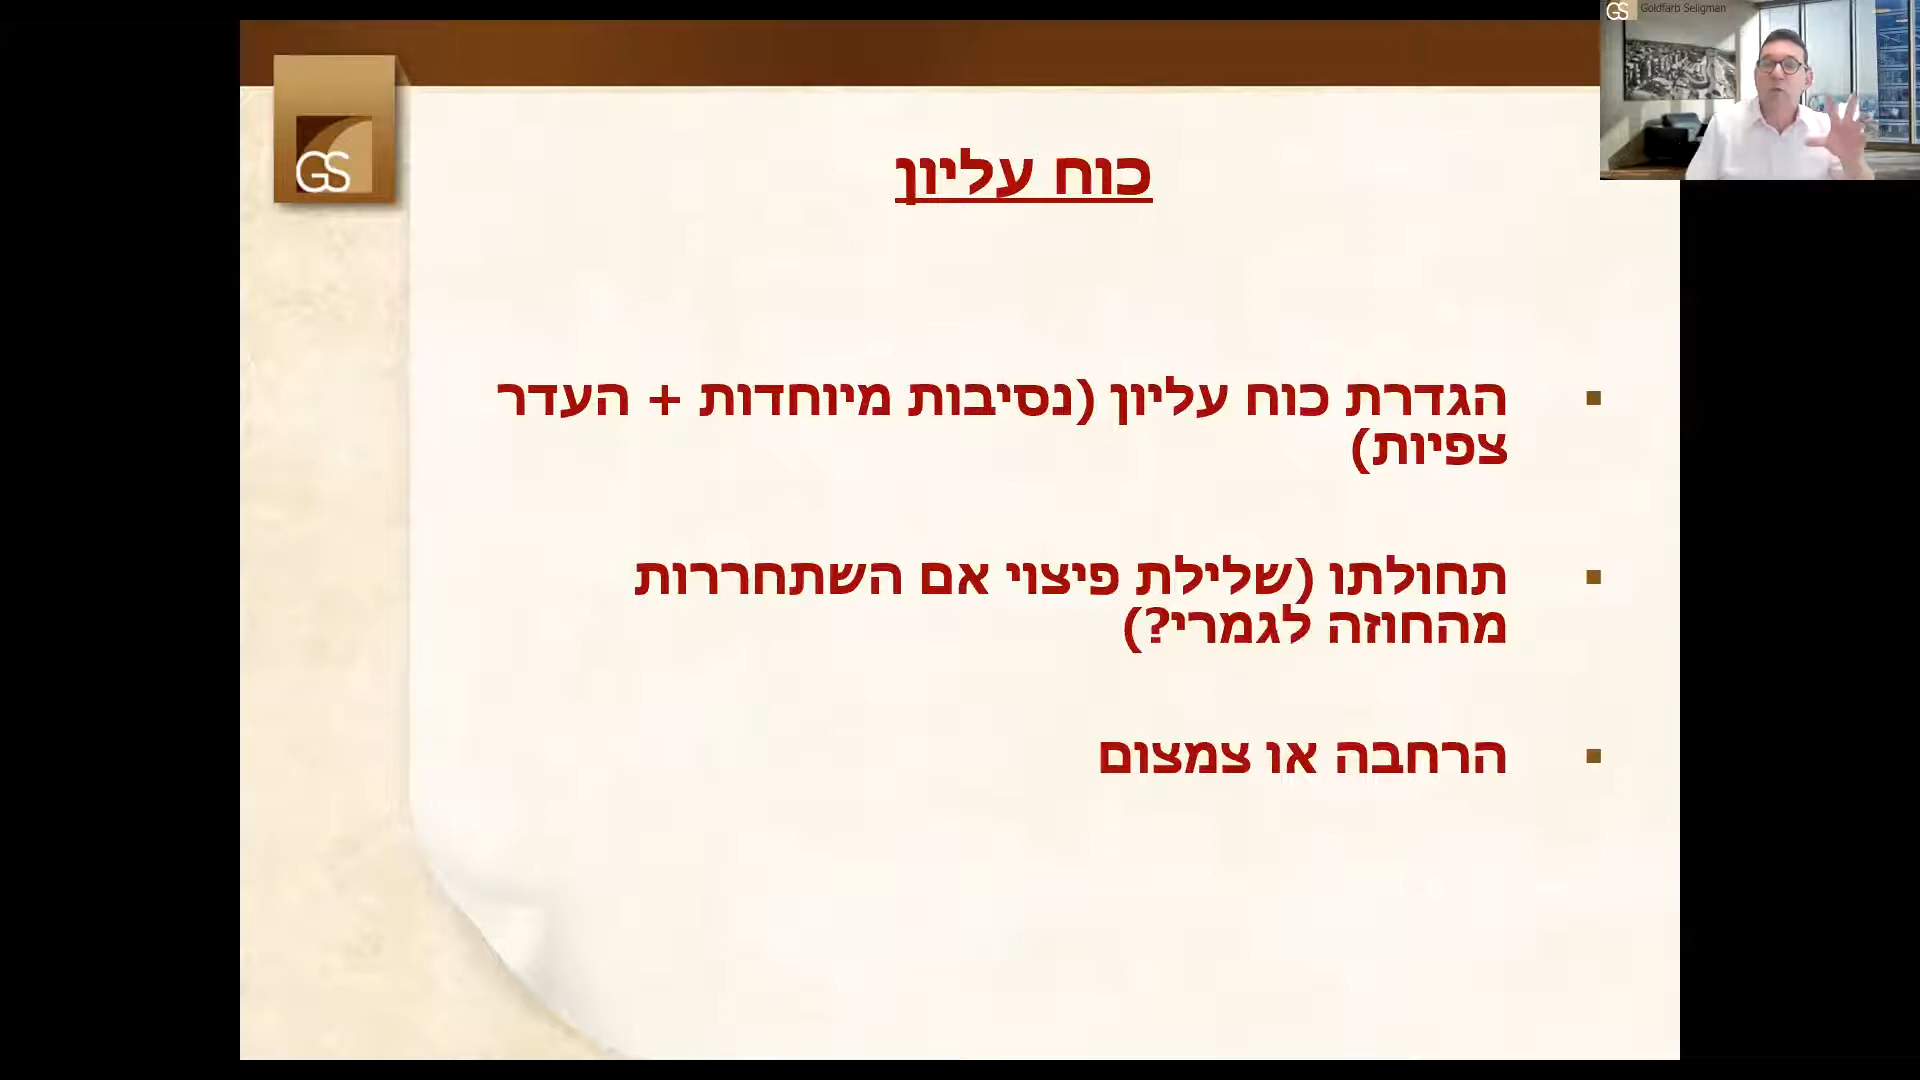 GS Goldfarb Seligman
GS
כוח עליון
הגדרת כוח עליון (נסיבות מיוחדות + העדר
צפיות)
תחולתו (שלילת פיצוי אם השתחררות
מהחוזה לגמרי?)
הרחבה או צמצום